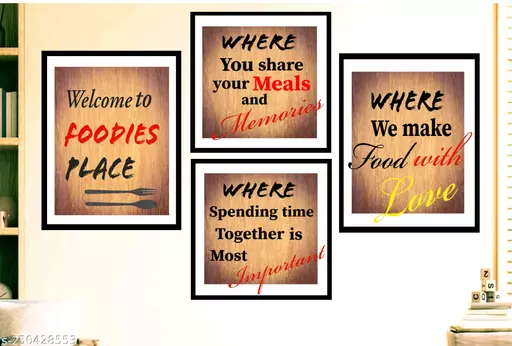 Welcome to
FOODIES
PLACE
WHERE
You share
your Meals
and
Memories
WHERE
Spending time
Together is
Most
Important
WHERE
We make
Food with
Love
s-260428553